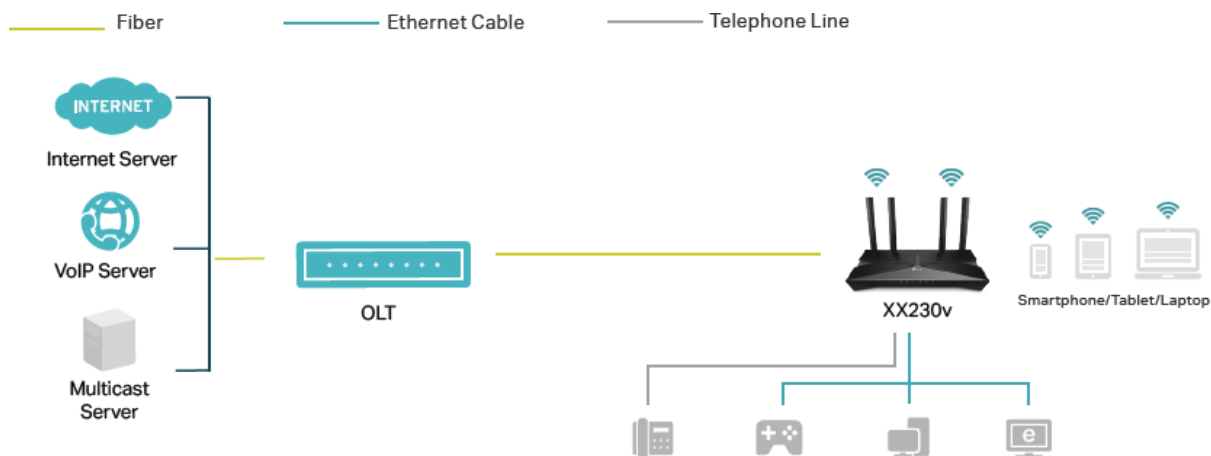 Fiber
Ethernet Cable
Telephone Line
INTERNET
Internet Server
VoIP Server
Multicast
Server
OLT
XX230v
Smartphone/Tablet/Laptop
e